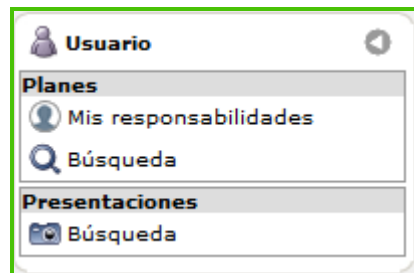 Usuario
Planes
Mis responsabilidades
Búsqueda
Presentaciones
Búsqueda